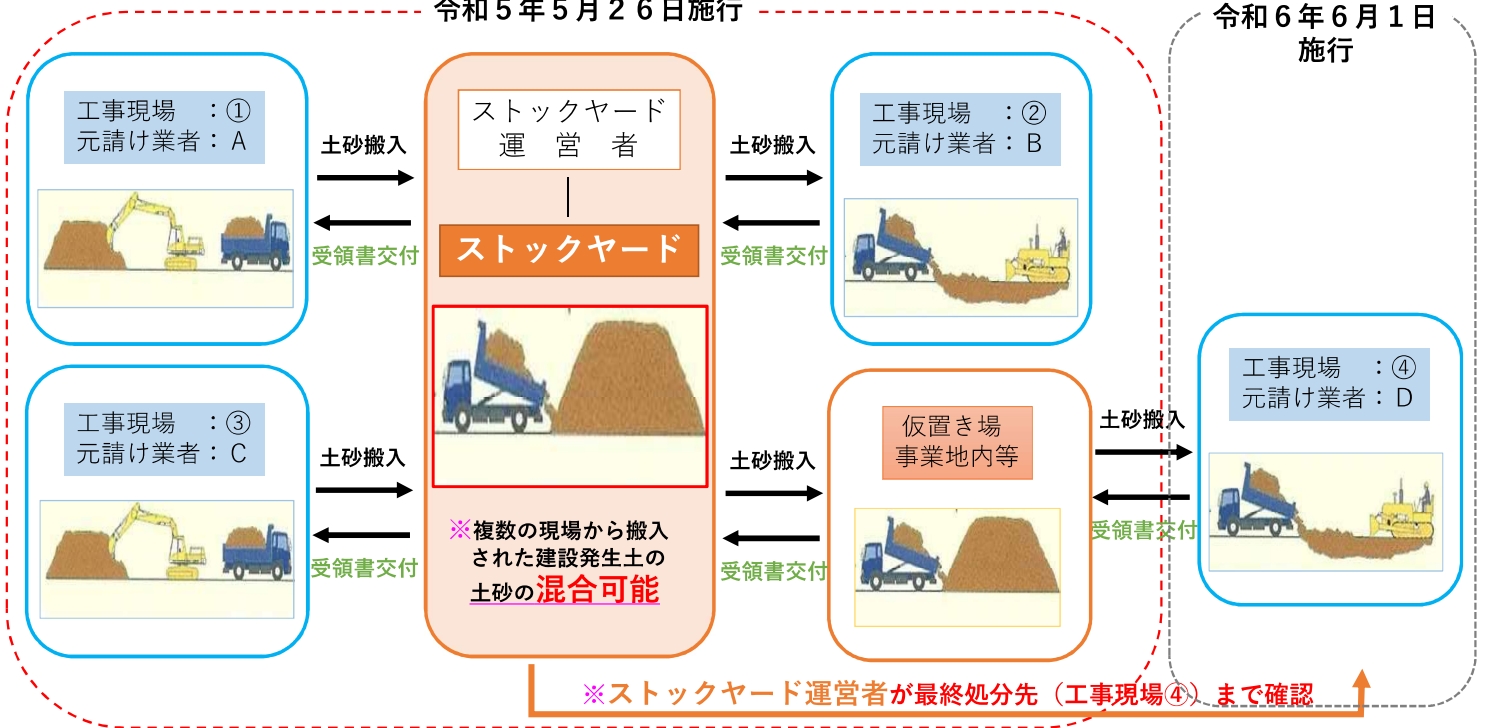 令和５年５月２６日施行
令和６年６月１日
施行
工事現場　：①
元請け業者：A
土砂搬入
受領書交付
ストックヤード
運　営　者
ストックヤード
土砂搬入
受領書交付
工事現場　：②
元請け業者：B
工事現場　：③
元請け業者：C
土砂搬入
受領書交付
※複数の現場から搬入
された建設発生土の
土砂の混合可能
土砂搬入
受領書交付
仮置き場
事業地内等
土砂搬入
受領書交付
工事現場　：④
元請け業者：D
※ストックヤード運営者が最終処分先（工事現場④）まで確認